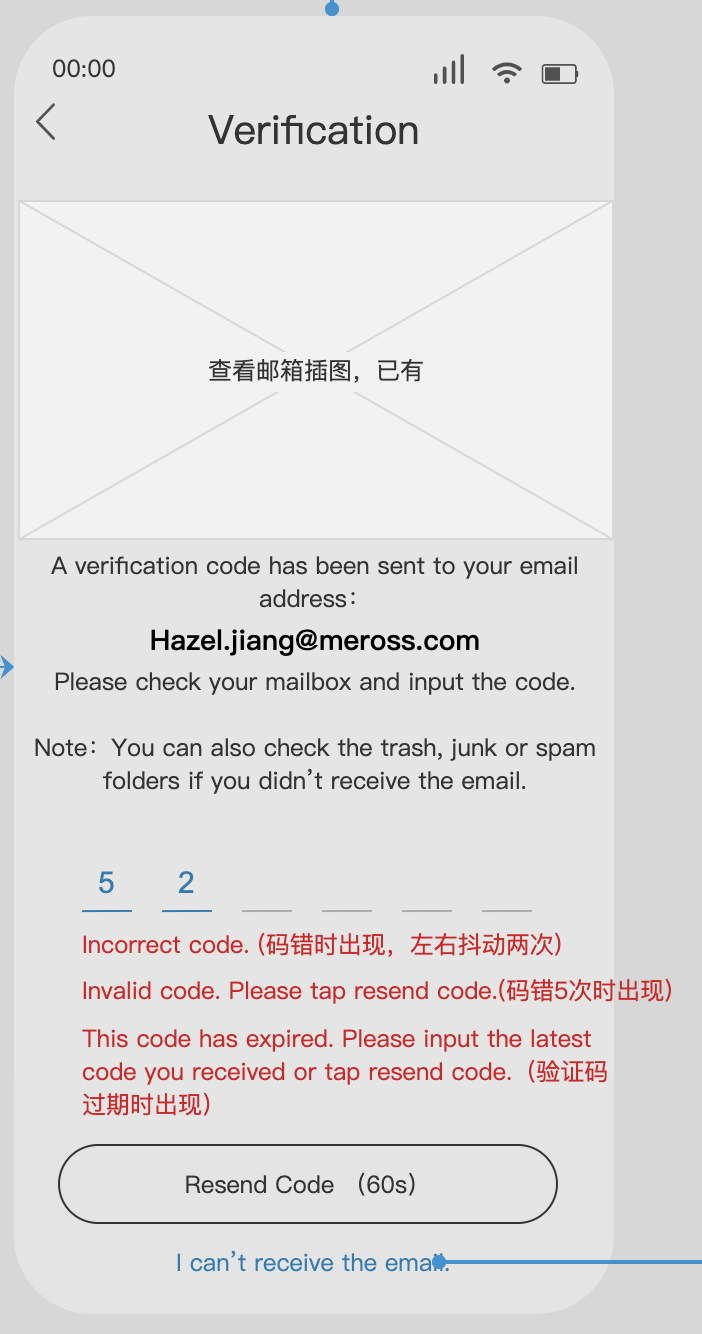 00:00
Verification
查看邮箱插图，已有
A verification code has been sent to your email
address：
Hazel.jiang@meross.com
Please check your mailbox and input the code.
Note：You can also check the trash, junk or spam
folders if you didn’t receive the email.
5 2
Incorrect code. (码错时出现，左右抖动两次）
Invalid code. Please tap resend code.(码错5次时出现）
This code has expired. Please input the latest
code you received or tap resend code.（验证码
过期时出现）
Resend Code （60s）
I can’t receive the email.